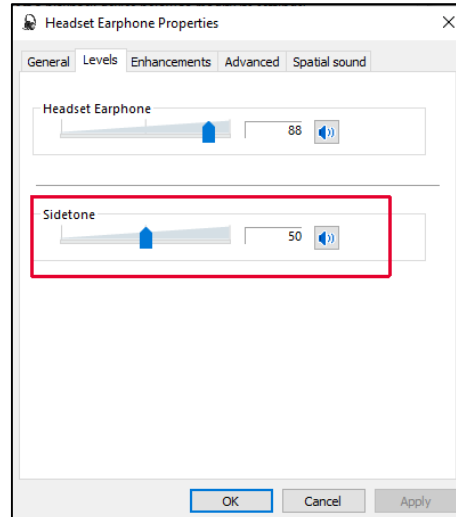 Headset Earphone Properties
General Levels Enhancements Advanced Spatial sound
Headset Earphone
88
Sidetone
50
OK Cancel Apply